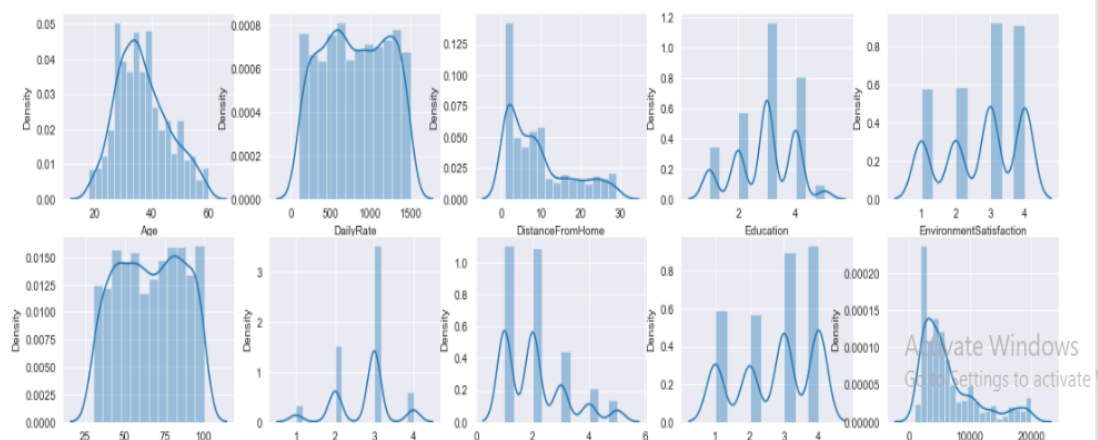 0.05
0.04
0.03
0.02
0.01
0.00
Density
20 40 60
Age
0.0008
0.0006
0.0004
0.0002
0.0000
Density
0 500 1000 1500
DailyRate
0.125
0.100
0.075
0.050
0.025
0.000
Density
0 10 20 30
DistanceFromHome
1.2
1.0
0.8
0.6
0.4
0.2
0.0
Density
2 4
Education
0.8
0.6
0.4
0.2
0.0
Density
1 2 3 4
EnvironmentSatisfaction
0.0150
0.0125
0.0100
0.0075
0.0050
0.0025
0.0000
Density
25 50 75 100
3
2
1
0
Density
1 2 3 4
1.0
0.8
0.6
0.4
0.2
0.0
Density
0 2 4 6
0.8
0.6
0.4
0.2
0.0
Density
1 2 3 4
0.00020
0.00015
0.00010
0.00005
0.00000
Density
0 10000 20000
Activate Windows
Go to Settings to activate